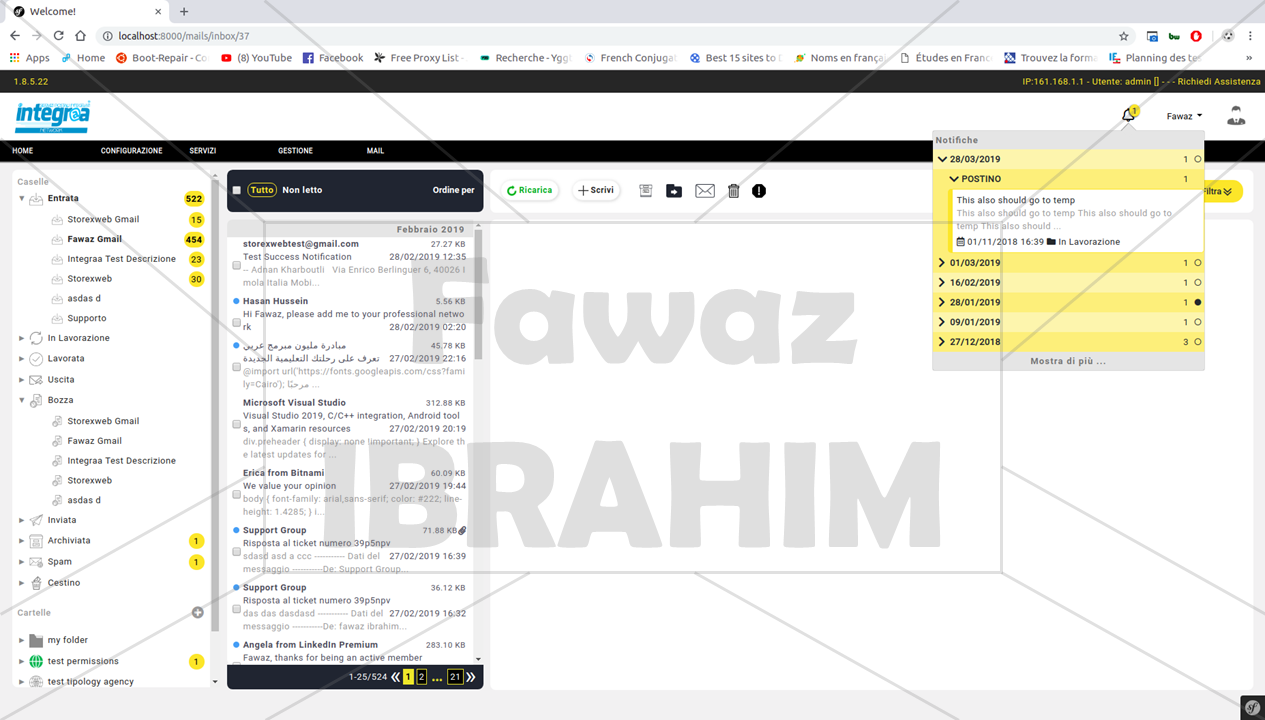 Welcome!
localhost:8000/mails/inbox/37
Apps
Home
Boot-Repair - Co
(8) YouTube
Facebook
Free Proxy List -
Recherche - Yggt
French Conjugat
Best 15 sites to D
Noms en françai
Études en Franc
Trouvez la forma
Planning des tes
1.8.5.22
IP:161.168.1.1 - Utente: admin [] - - - Richiedi Assistenza
integraa
NETWORK
1
Fawaz
HOME
CONFIGURAZIONE
SERVIZI
GESTIONE
MAIL
Caselle
Entrata 522
Storexweb Gmail 15
Fawaz Gmail 454
Integraa Test Descrizione 23
Storexweb 30
asdas d
Supporto
In Lavorazione
Lavorata
Uscita
Bozza
Storexweb Gmail
Fawaz Gmail
Integraa Test Descrizione
Storexweb
asdas d
Inviata
Archiviata 1
Spam 1
Cestino
Cartelle
my folder
test permissions 1
test tipology agency
Tutto Non letto Ordine per
Febbraio 2019
storexwebtest@gmail.com 27.27 KB
Test Success Notification 28/02/2019 12:35
-- Adnan Kharboutli Via Enrico Berlinguer 6, 40026 I
mola Italia Mobi...
Hasan Hussein 5.56 KB
Hi Fawaz, please add me to your professional netwo
rk 28/02/2019 02:20
مبادرة مليون مبرمج عربي 45.78 KB
تعرف على رحلتك التعليمية الجديدة 27/02/2019 22:16
@import url('https://fonts.googleapis.com/css?fami
ly=Cairo'); مرحبًا ...
Microsoft Visual Studio 312.88 KB
Visual Studio 2019, C/C++ integration, Android tool
s, and Xamarin resources 27/02/2019 20:19
div.preheader { display: none !important; } Explore th
e latest updates for ...
Erica from Bitnami 60.09 KB
We value your opinion 27/02/2019 19:44
body { font-family: arial,sans-serif; color: #222; line-
height: 1.4285; } i...
Support Group 71.88 KB
Risposta al ticket numero 39p5npv
sdasd asd a ccc ---------- Dati del 27/02/2019 16:39
messaggio ----------De: Support Group...
Support Group 36.12 KB
Risposta al ticket numero 39p5npv
das das dasdasd ---------- Dati del 27/02/2019 16:32
messaggio ----------De: fawaz ibrahim...
Angela from LinkedIn Premium 283.10 KB
Fawaz, thanks for being an active member
1-25/524 « 1 2 ... 21 »
Ricarica
Scrivi
Filtra
Notifiche
28/03/2019 1
POSTINO 1
This also should go to temp
This also should go to temp This also should go to
temp This also should ...
01/11/2018 16:39 In Lavorazione
01/03/2019 1
16/02/2019 1
28/01/2019 1
09/01/2019 1
27/12/2018 3
Mostra di più ...
Fawaz
IBRAHIM